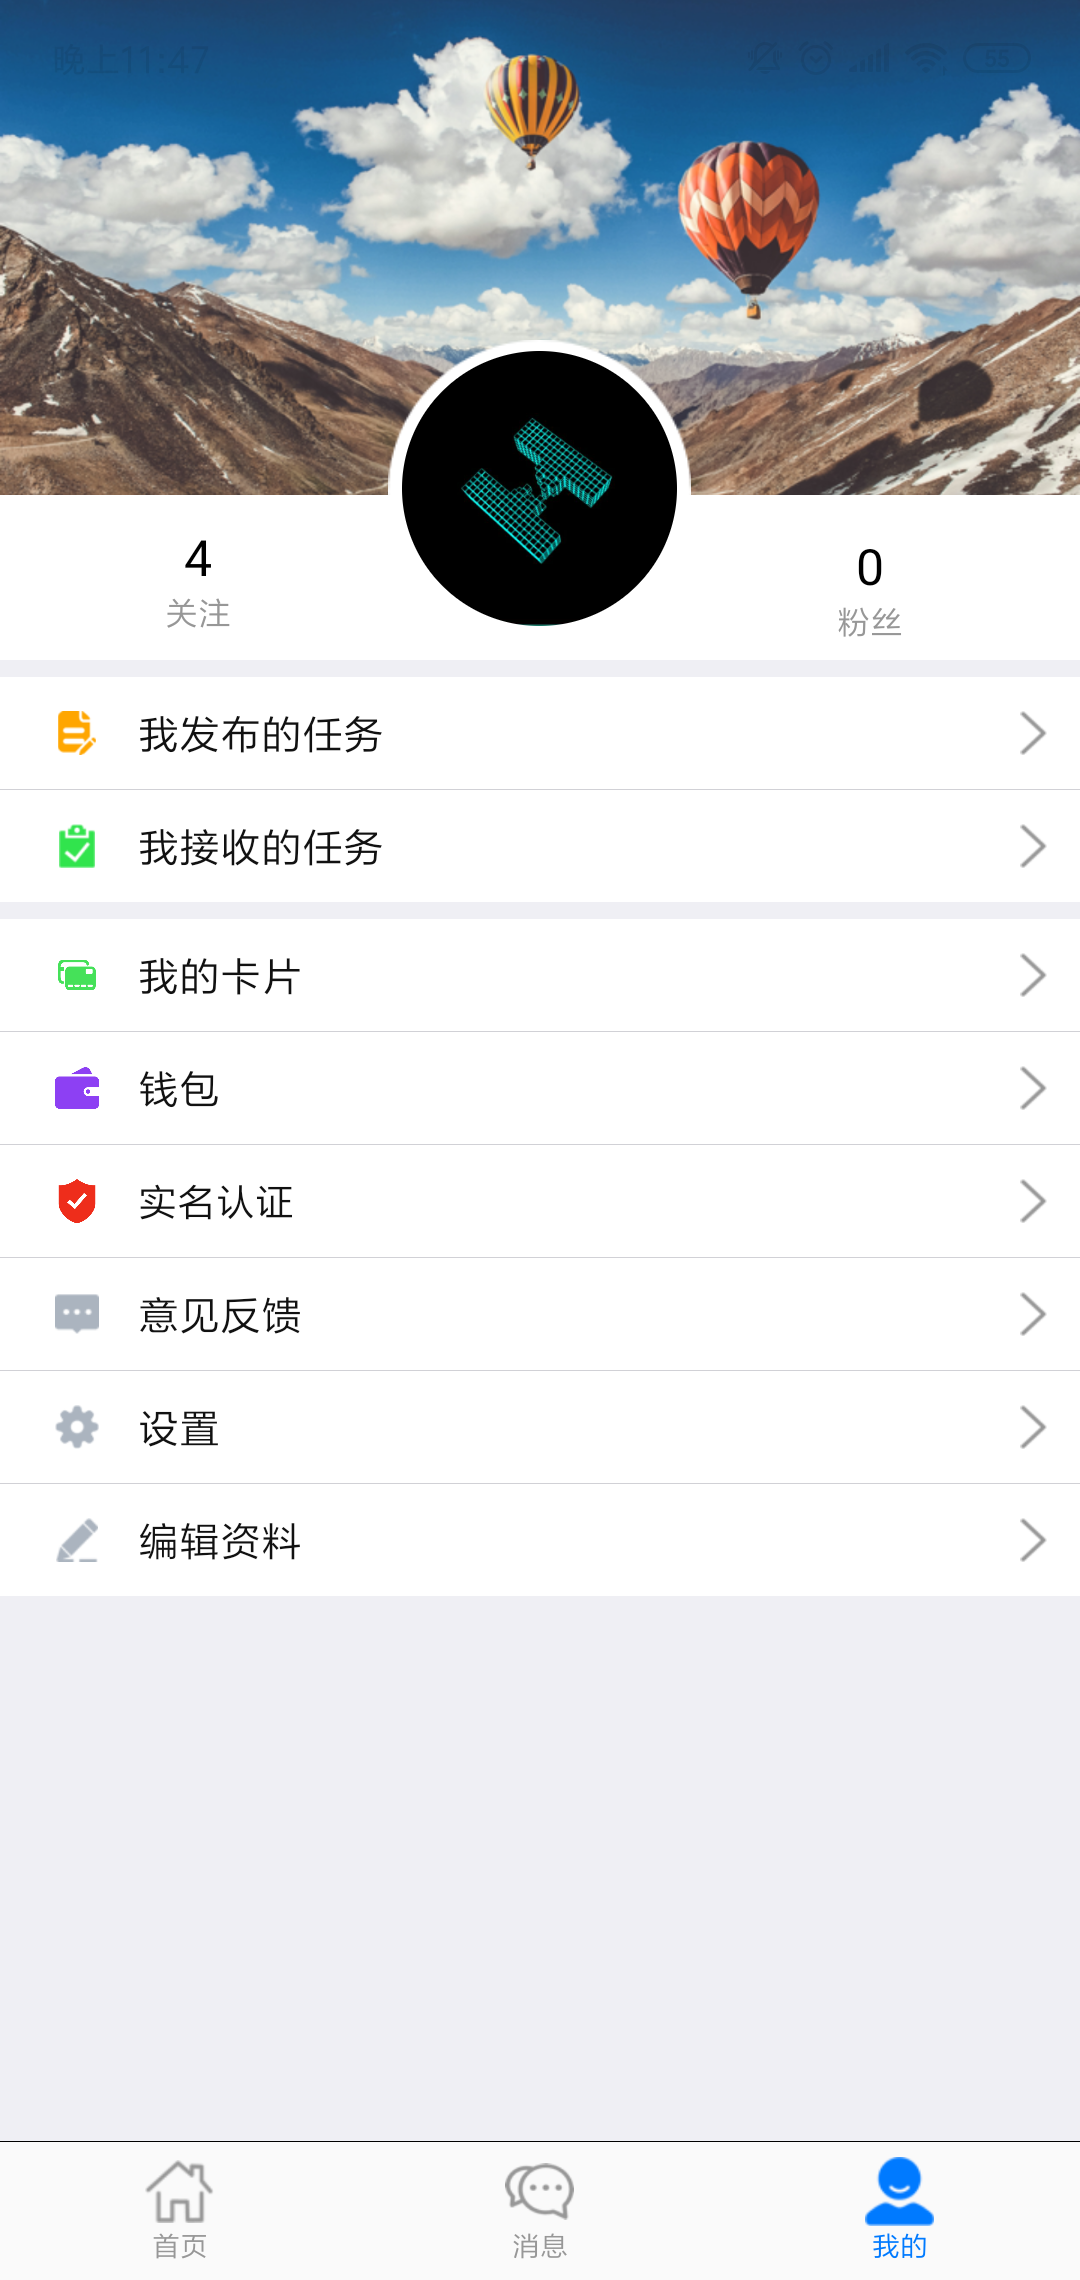 晚上11:47
55
4
关注
0
粉丝
我发布的任务
我接收的任务
我的卡片
钱包
实名认证
意见反馈
设置
编辑资料
首页
消息
我的